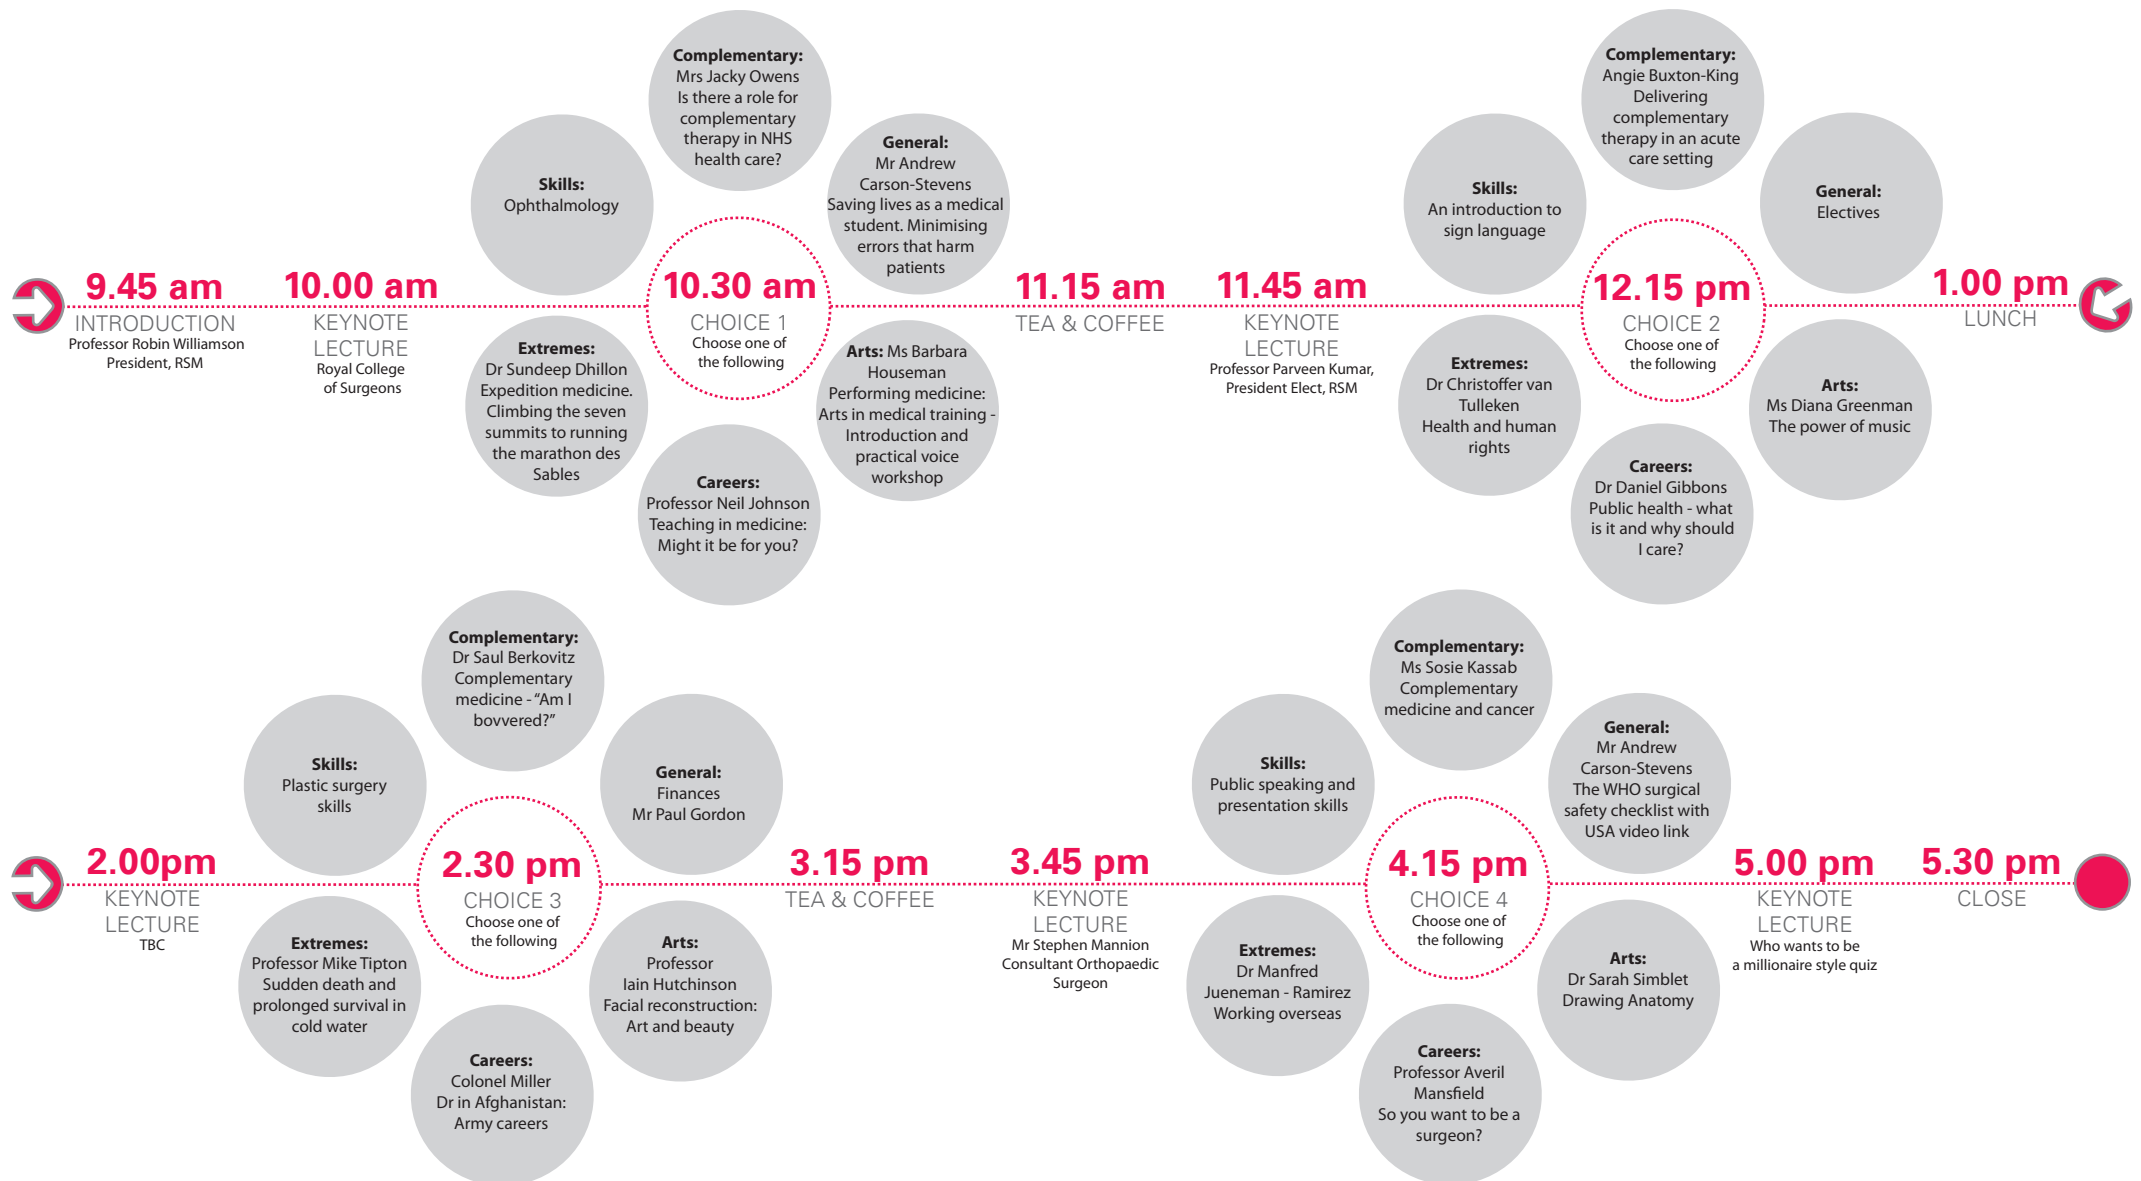 9.45 am
INTRODUCTION
Professor Robin Williamson
President, RSM
10.00 am
KEYNOTE
LECTURE
Royal College
of Surgeons
10.30 am
CHOICE 1
Choose one of
the following
Skills:
Ophthalmology
Complementary:
Mrs Jacky Owens
Is there a role for
complementary
therapy in NHS
health care?
General:
Mr Andrew
Carson-Stevens
Saving lives as a medical
student. Minimising
errors that harm
patients
Arts: Ms Barbara
Houseman
Performing medicine:
Arts in medical training -
Introduction and
practical voice
workshop
Careers:
Professor Neil Johnson
Teaching in medicine:
Might it be for you?
Extremes:
Dr Sundeep Dhillon
Expedition medicine.
Climbing the seven
summits to running
the marathon des
Sables
11.15 am
TEA & COFFEE
11.45 am
KEYNOTE
LECTURE
Professor Parveen Kumar,
President Elect, RSM
12.15 pm
CHOICE 2
Choose one of
the following
Skills:
An introduction to
sign language
Complementary:
Angie Buxton-King
Delivering
complementary
therapy in an acute
care setting
General:
Electives
Arts:
Ms Diana Greenman
The power of music
Careers:
Dr Daniel Gibbons
Public health - what
is it and why should
I care?
Extremes:
Dr Christoffer van
Tulleken
Health and human
rights
1.00 pm
LUNCH
2.00pm
KEYNOTE
LECTURE
TBC
2.30 pm
CHOICE 3
Choose one of
the following
Skills:
Plastic surgery
skills
Complementary:
Dr Saul Berkovitz
Complementary
medicine - “Am I
bovvered?”
General:
Finances
Mr Paul Gordon
Arts:
Professor
Iain Hutchinson
Facial reconstruction:
Art and beauty
Careers:
Colonel Miller
Dr in Afghanistan:
Army careers
Extremes:
Professor Mike Tipton
Sudden death and
prolonged survival in
cold water
3.15 pm
TEA & COFFEE
3.45 pm
KEYNOTE
LECTURE
Mr Stephen Mannion
Consultant Orthopaedic
Surgeon
4.15 pm
CHOICE 4
Choose one of
the following
Skills:
Public speaking and
presentation skills
Complementary:
Ms Sosie Kassab
Complementary
medicine and cancer
General:
Mr Andrew
Carson-Stevens
The WHO surgical
safety checklist with
USA video link
Arts:
Dr Sarah Simblet
Drawing Anatomy
Careers:
Professor Averil
Mansfield
So you want to be a
surgeon?
Extremes:
Dr Manfred
Jueneman - Ramirez
Working overseas
5.00 pm
KEYNOTE
LECTURE
Who wants to be
a millionaire style quiz
5.30 pm
CLOSE